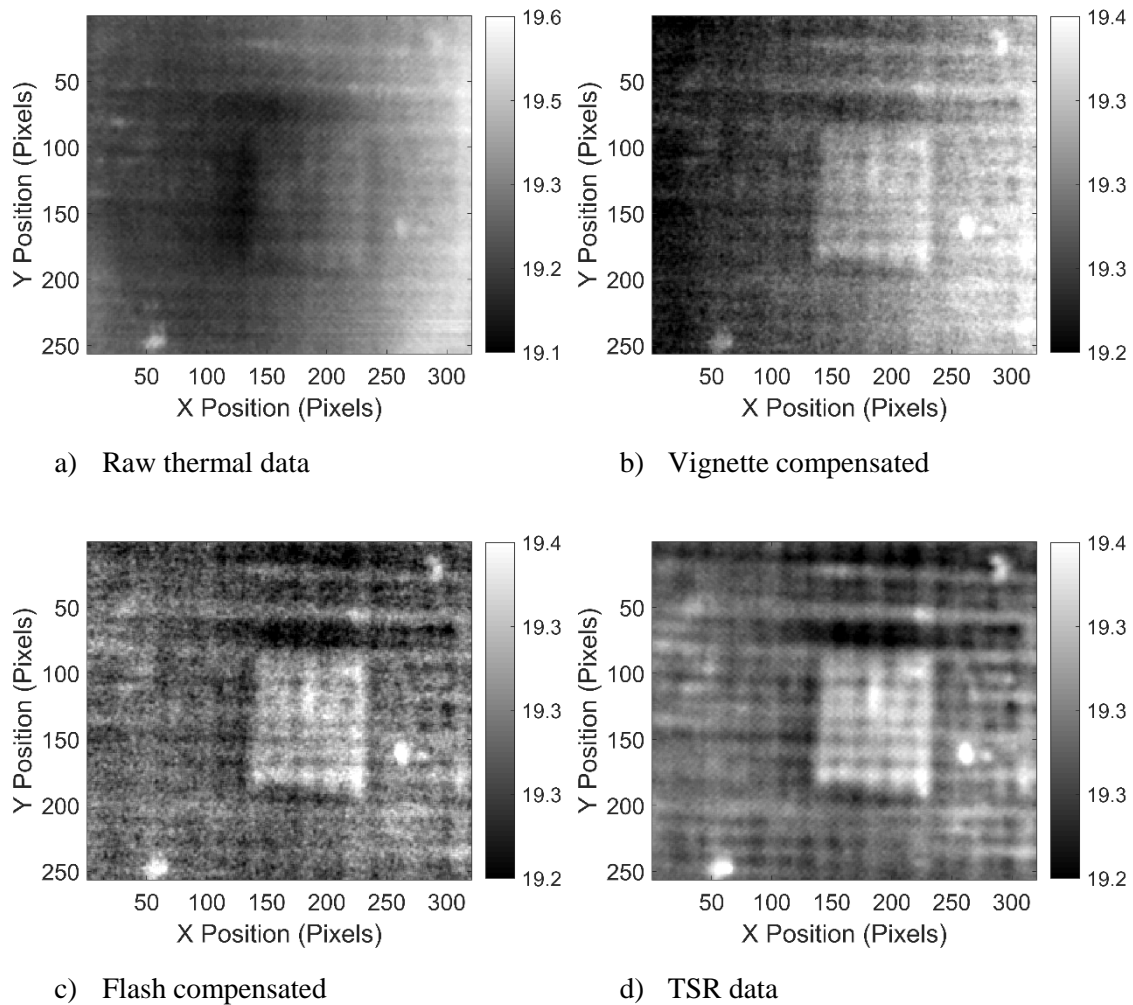 19.6
19.5
19.3
19.2
19.1
50
100
150
200
250
50 100 150 200 250 300
X Position (Pixels)
Y Position (Pixels)
a) Raw thermal data
19.4
19.3
19.3
19.3
19.2
50
100
150
200
250
50 100 150 200 250 300
X Position (Pixels)
Y Position (Pixels)
b) Vignette compensated
19.4
19.3
19.3
19.3
19.2
50
100
150
200
250
50 100 150 200 250 300
X Position (Pixels)
Y Position (Pixels)
c) Flash compensated
19.4
19.3
19.3
19.3
19.2
50
100
150
200
250
50 100 150 200 250 300
X Position (Pixels)
Y Position (Pixels)
d) TSR data